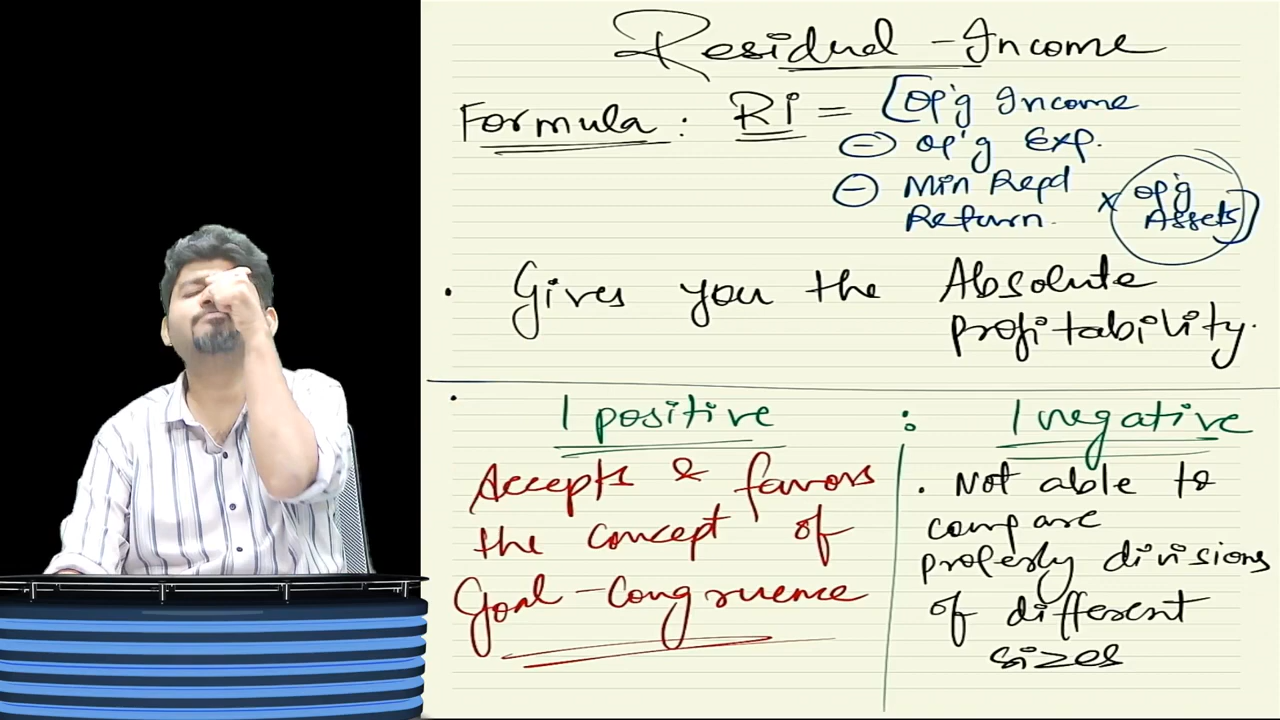 Residual-Income
Formula: RI = [Op'g Income
⊖ op'g Exp.
⊖ Min Reqd Return. × op'g Assets]
• Gives you the Absolute
profitability.
1 positive : 1 negative
Accepts & favors
the concept of
Goal-Congruence
• Not able to
compare
properly divisions
of different
sizes